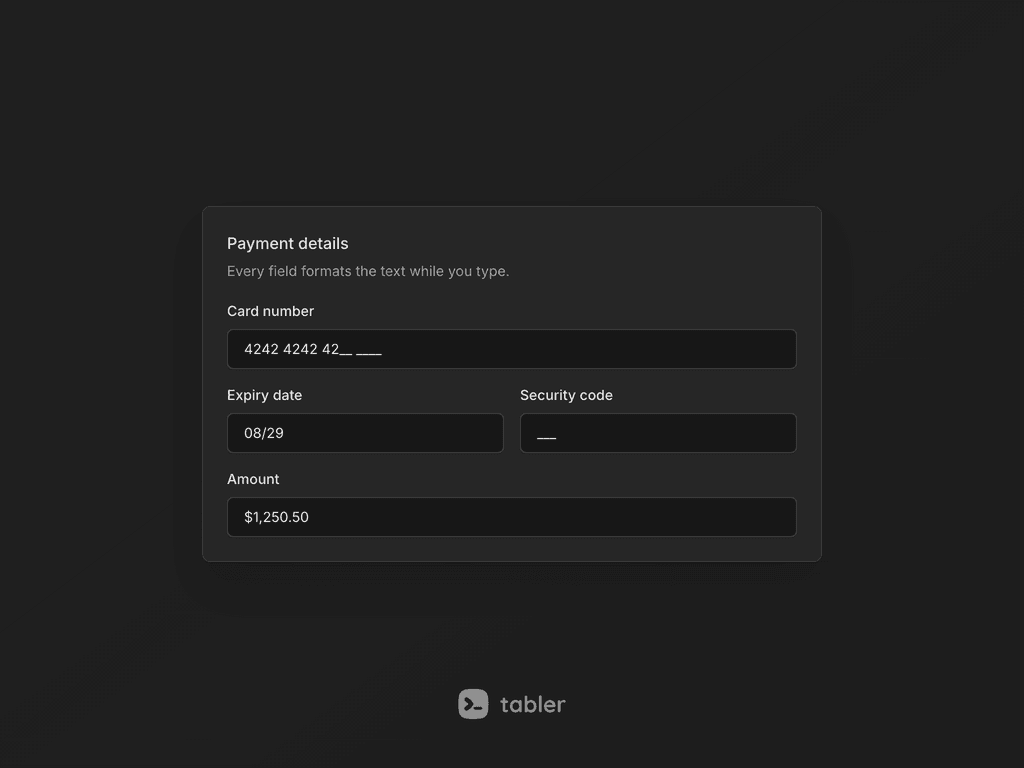 Payment details
Every field formats the text while you type.
Card number
4242 4242 42__ ____
Expiry date
Security code
08/29
___
Amount
$1,250.50
tabler